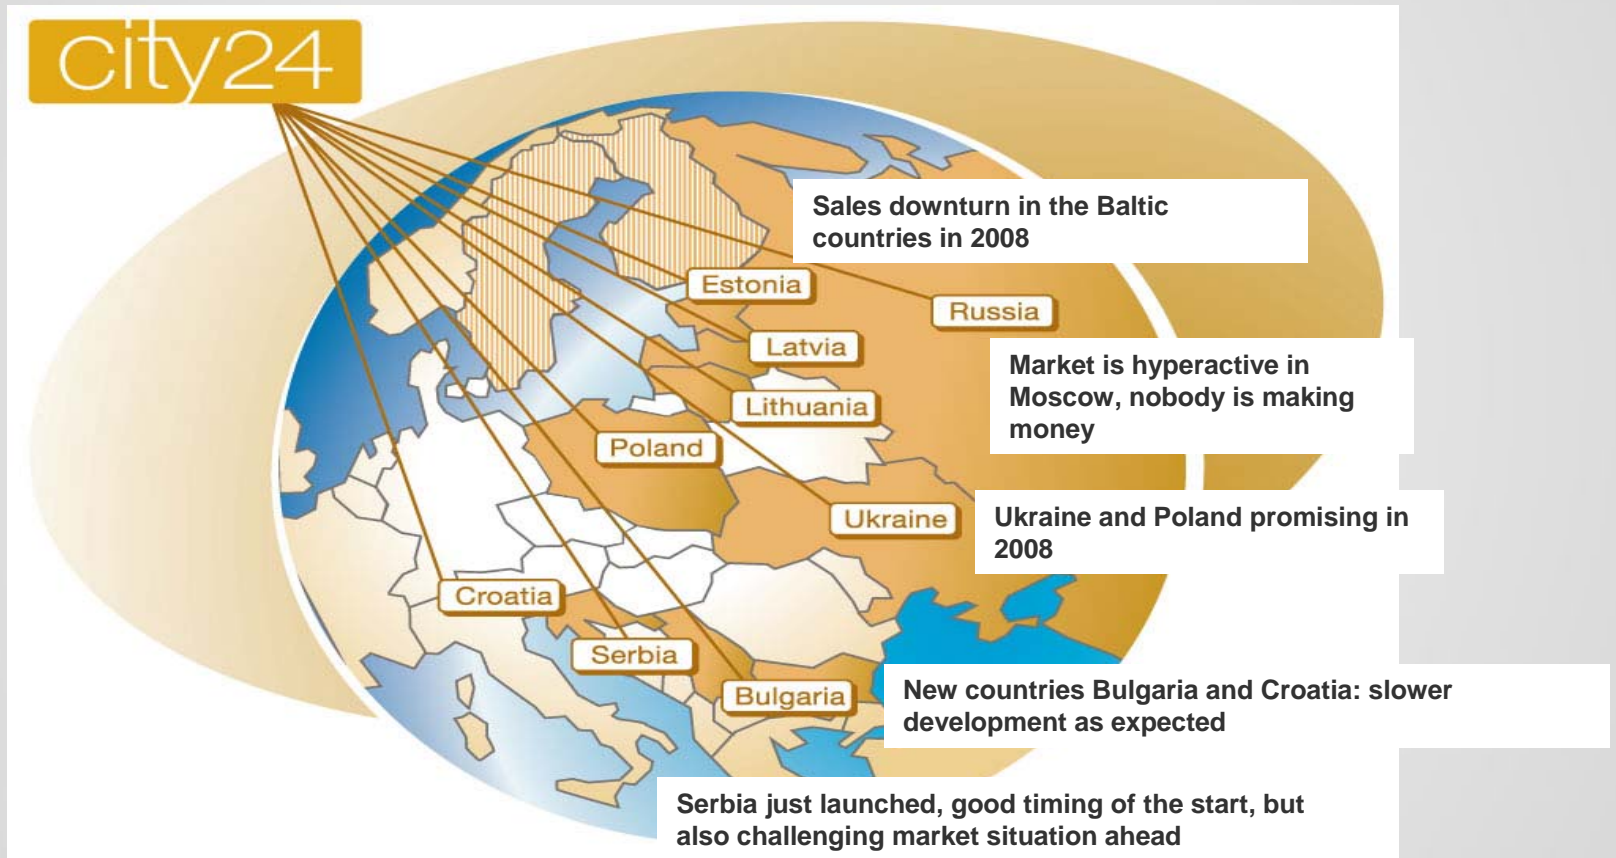 city24
Sales downturn in the Baltic
countries in 2008
Estonia
Russia
Latvia
Market is hyperactive in
Moscow, nobody is making
money
Lithuania
Poland
Ukraine
Ukraine and Poland promising in
2008
Croatia
Serbia
Bulgaria
New countries Bulgaria and Croatia: slower
development as expected
Serbia just launched, good timing of the start, but
also challenging market situation ahead